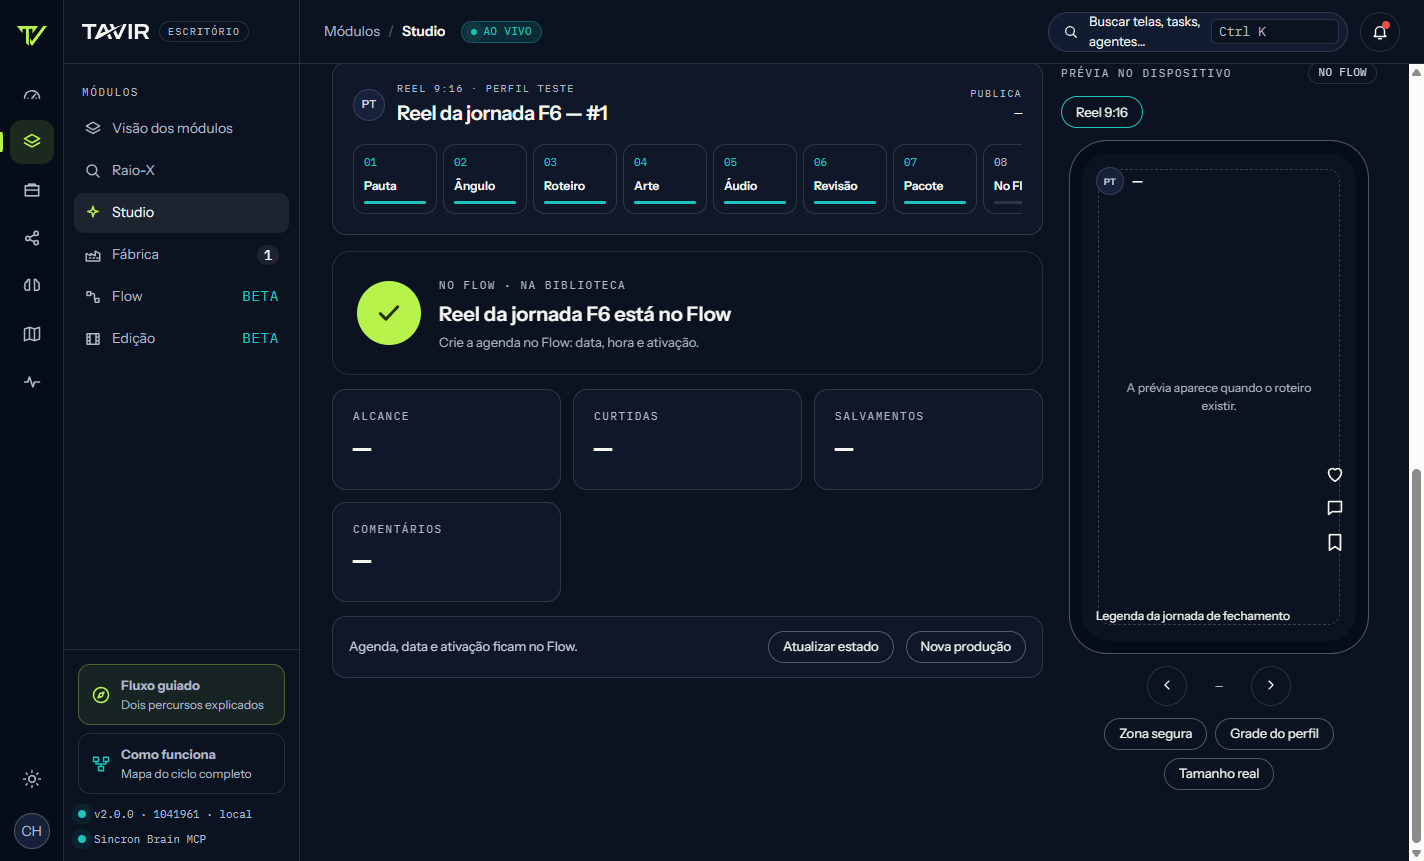 TAVIR
ESCRITÓRIO
Módulos / Studio
AO VIVO
Buscar telas, tasks,
agentes...
Ctrl K
MÓDULOS
Visão dos módulos
Raio-X
Studio
Fábrica
1
Flow
BETA
Edição
BETA
Fluxo guiado
Dois percursos explicados
Como funciona
Mapa do ciclo completo
v2.0.0 · 1041961 · local
Sincron Brain MCP
CH
PT
REEL 9:16 · PERFIL TESTE
Reel da jornada F6 — #1
PUBLICA
—
01
Pauta
02
Ângulo
03
Roteiro
04
Arte
05
Áudio
06
Revisão
07
Pacote
08
No Fl
NO FLOW · NA BIBLIOTECA
Reel da jornada F6 está no Flow
Crie a agenda no Flow: data, hora e ativação.
ALCANCE
—
CURTIDAS
—
SALVAMENTOS
—
COMENTÁRIOS
—
Agenda, data e ativação ficam no Flow.
Atualizar estado
Nova produção
PRÉVIA NO DISPOSITIVO
NO FLOW
Reel 9:16
PT —
A prévia aparece quando o roteiro
existir.
Legenda da jornada de fechamento
—
Zona segura
Grade do perfil
Tamanho real